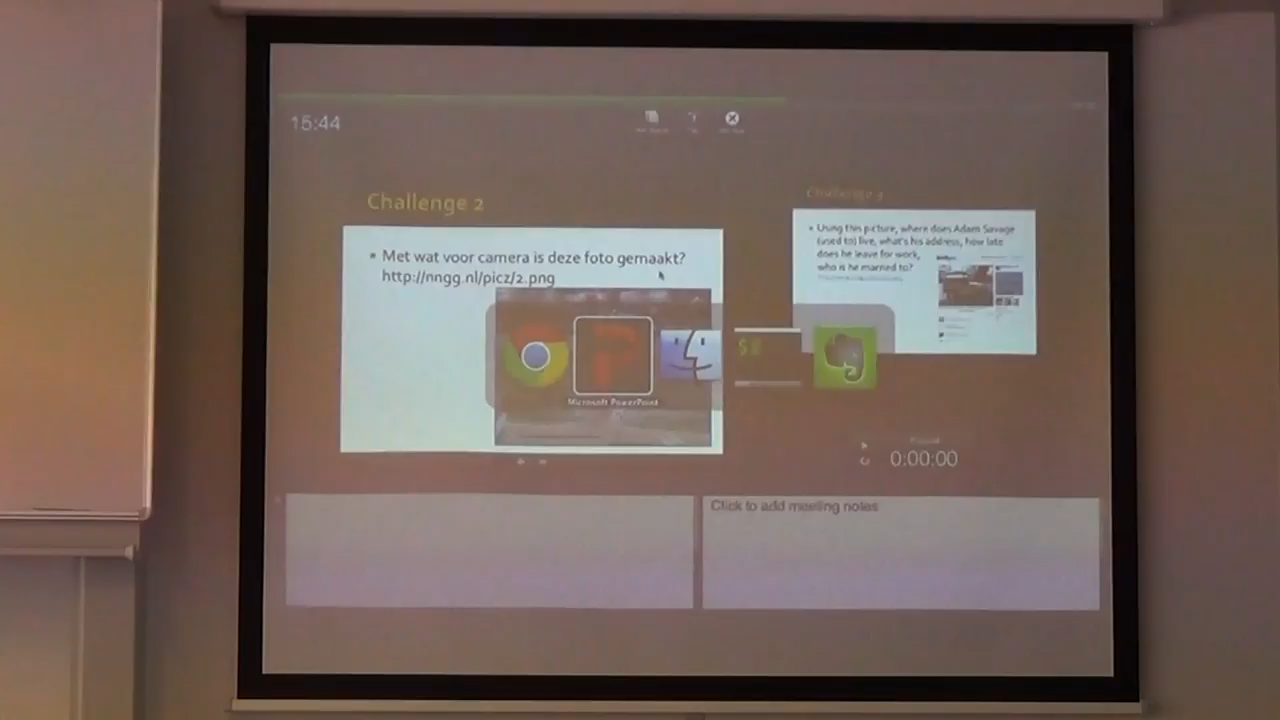 15:44
Challenge 2
• Met wat voor camera is deze foto gemaakt?
http://nngg.nl/picz/2.png
Challenge 3
• Using this picture, where does Adam Savage
(used to) live, what's his address, how late
does he leave for work,
who is he married to?
$#
Microsoft PowerPoint
0:00:00
Click to add meeting notes